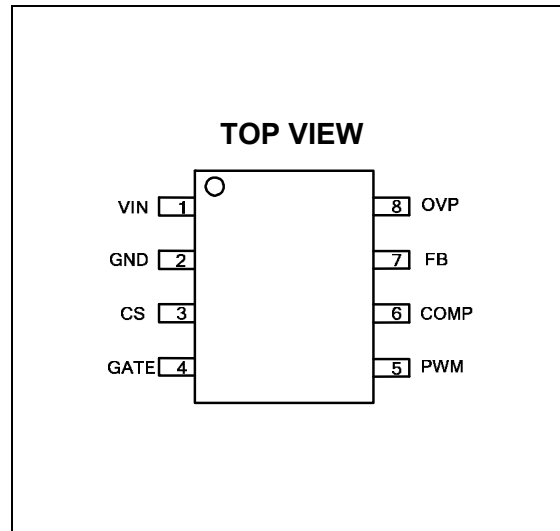 TOP VIEW
VIN 1 8 OVP
GND 2 7 FB
CS 3 6 COMP
GATE 4 5 PWM